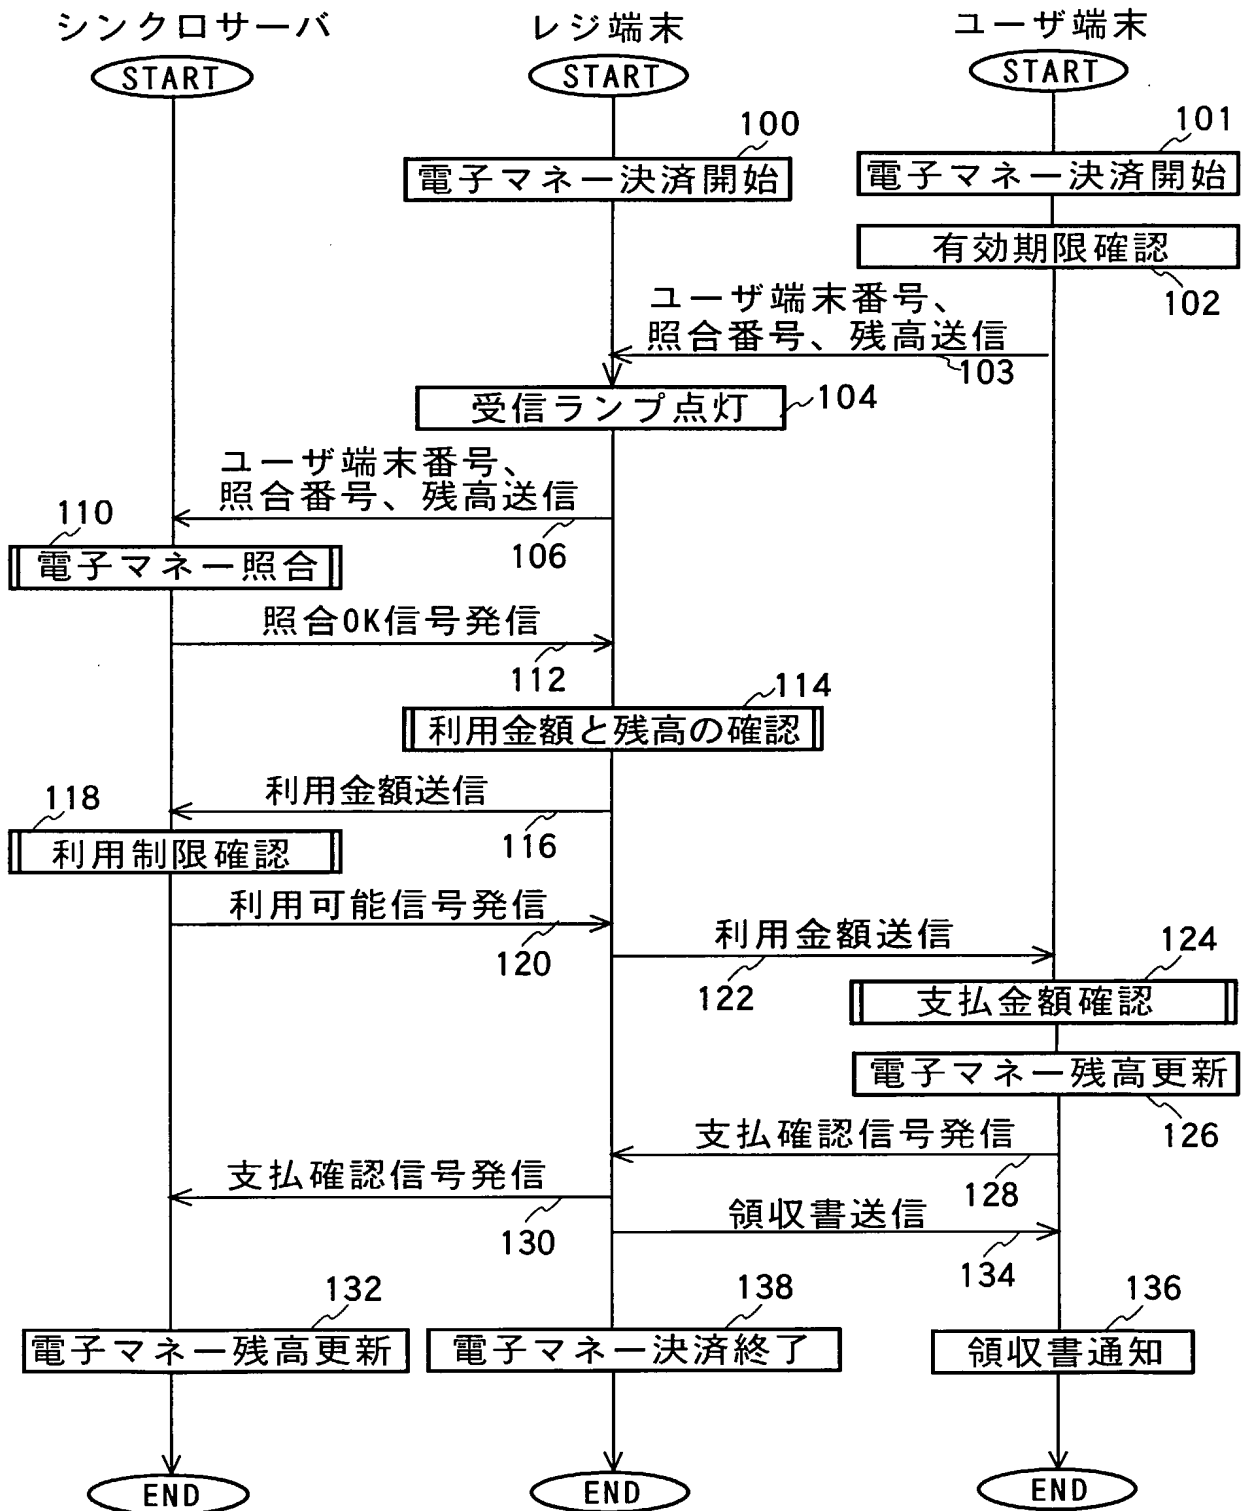 シンクロサーバ
レジ端末
ユーザ端末
START
START
START
100
101
電子マネー決済開始
電子マネー決済開始
有効期限確認
102
ユーザ端末番号、
照合番号、残高送信
103
受信ランプ点灯
104
ユーザ端末番号、
照合番号、残高送信
106
110
電子マネー照合
照合OK信号発信
112
114
利用金額と残高の確認
利用金額送信
116
118
利用制限確認
利用可能信号発信
120
利用金額送信
122
124
支払金額確認
電子マネー残高更新
126
支払確認信号発信
128
支払確認信号発信
130
領収書送信
134
132
138
136
電子マネー残高更新
電子マネー決済終了
領収書通知
END
END
END